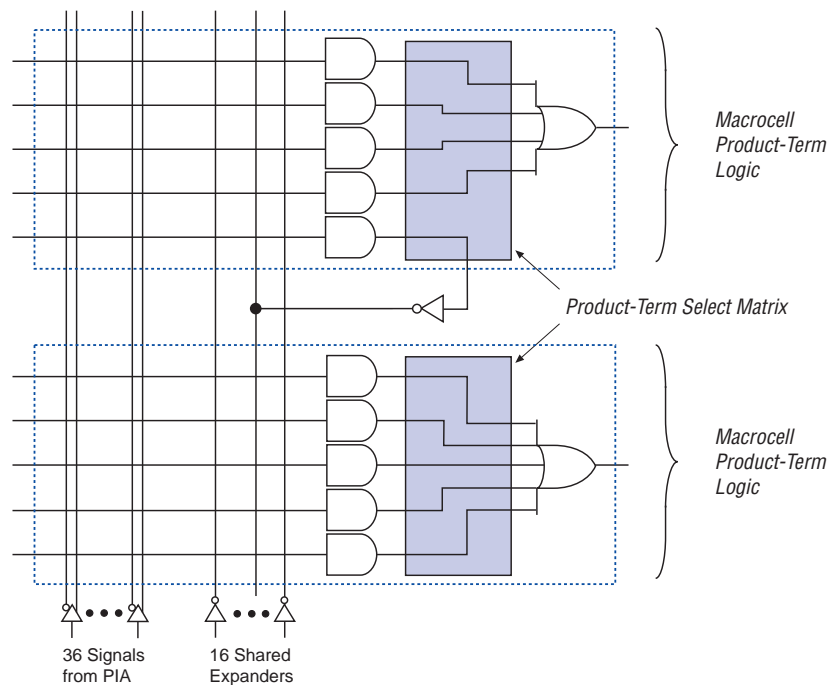 Macrocell
Product-Term
Logic
Product-Term Select Matrix
Macrocell
Product-Term
Logic
36 Signals
from PIA
16 Shared
Expanders